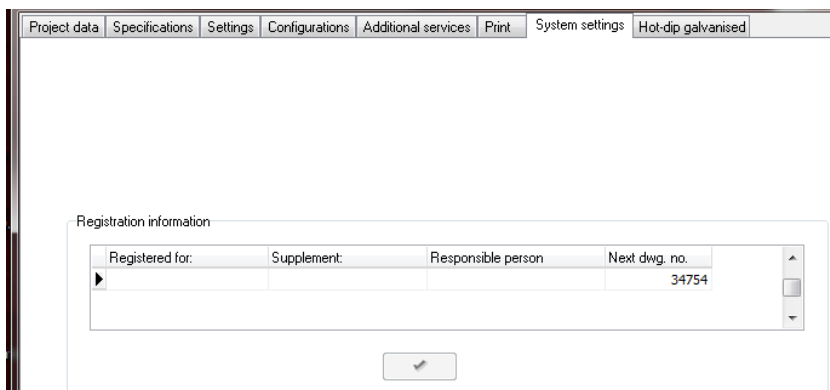 Project data Specifications Settings Configurations Additional services Print System settings Hot-dip galvanised
Registration information
Registered for: Supplement: Responsible person Next dwg. no.
34754